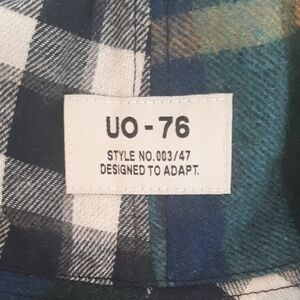 UO-76
STYLE NO.003/47
DESIGNED TO ADAPT.